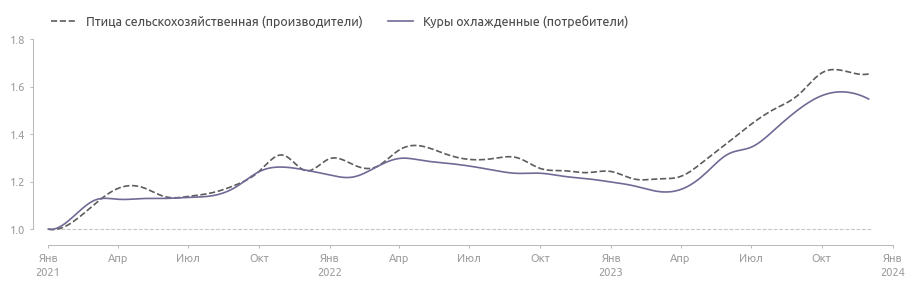 Птица сельскохозяйственная (производители) Куры охлажденные (потребители)
1.8
1.6
1.4
1.2
1.0
Янв Апр Июл Окт Янв Апр Июл Окт Янв Апр Июл Окт Янв
2021 2022 2023 2024